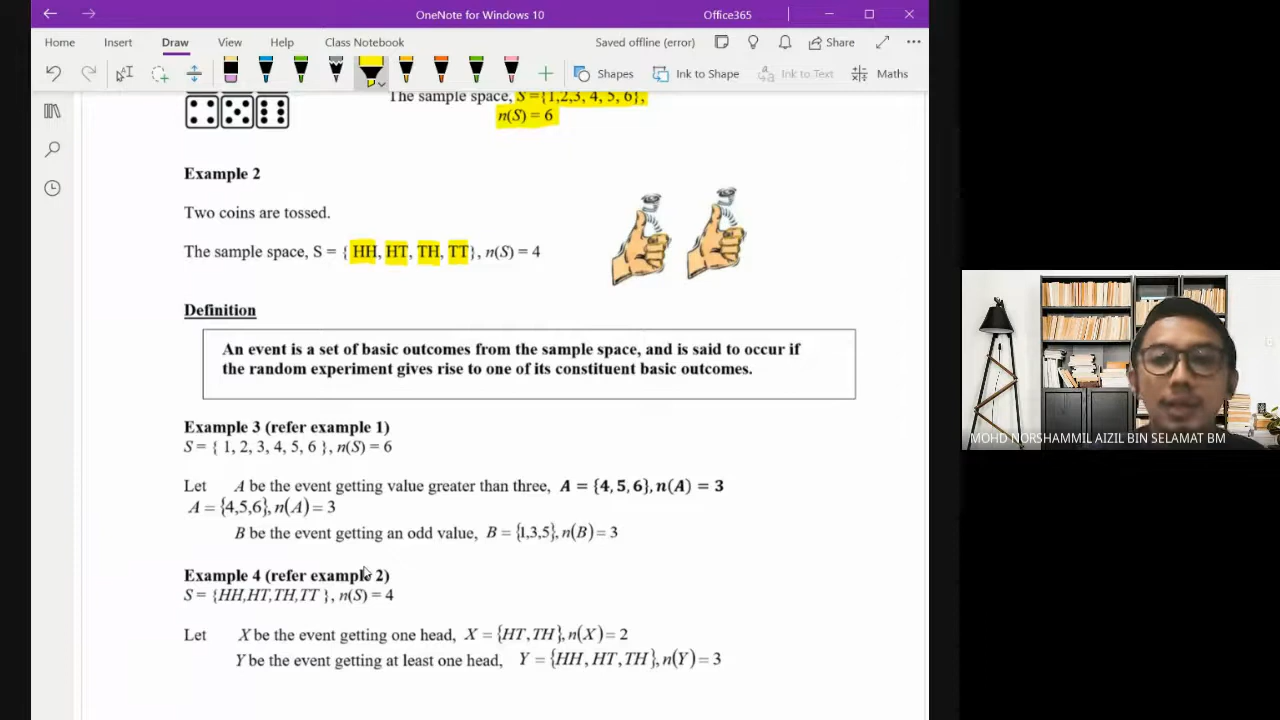 OneNote for Windows 10
Office365
Home Insert Draw View Help Class Notebook
Saved offline (error)
Share
Shapes
Ink to Shape
Ink to Text
Maths
The sample space, S ={1,2,3, 4, 5, 6},
n(S) = 6
Example 2
Two coins are tossed.
The sample space, S = { HH, HT, TH, TT}, n(S) = 4
Definition
An event is a set of basic outcomes from the sample space, and is said to occur if
the random experiment gives rise to one of its constituent basic outcomes.
Example 3 (refer example 1)
S = { 1, 2, 3, 4, 5, 6 }, n(S) = 6
Let A be the event getting value greater than three, A = {4, 5, 6}, n(A) = 3
A = {4,5,6}, n(A) = 3
B be the event getting an odd value, B = {1,3,5}, n(B) = 3
Example 4 (refer example 2)
S = {HH,HT,TH,TT }, n(S) = 4
Let X be the event getting one head, X = {HT, TH}, n(X) = 2
Y be the event getting at least one head, Y = {HH, HT, TH}, n(Y) = 3
MOHD NORSHAMMIL AIZIL BIN SELAMAT BM